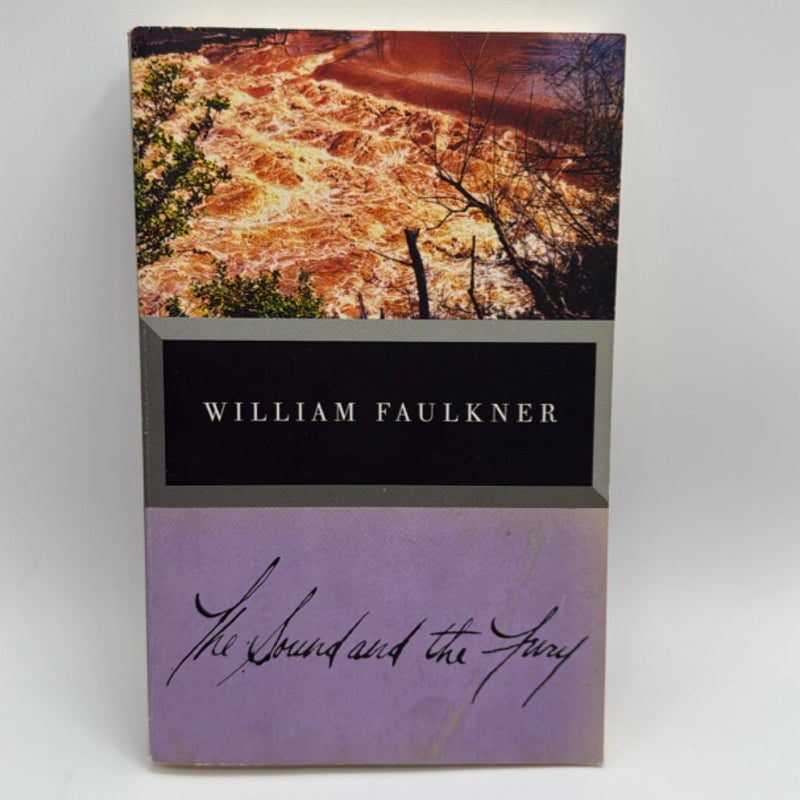 WILLIAM FAULKNER
The Sound and the Fury